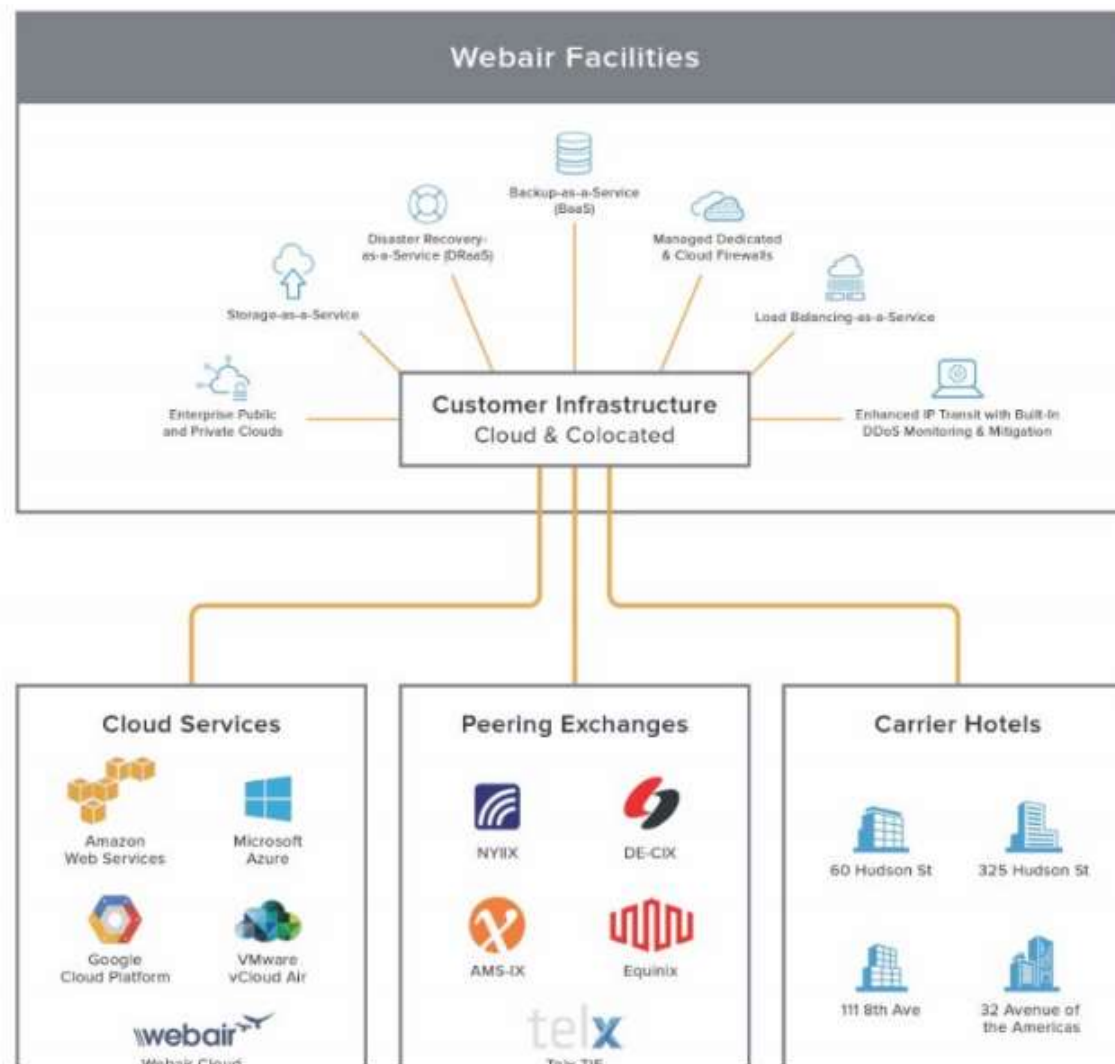 Webair Facilities
Backup-as-a-Service
(BaaS)
Disaster Recovery-
as-a-Service (DRaaS)
Managed Dedicated
& Cloud Firewalls
Storage-as-a-Service
Load Balancing-as-a-Service
Enterprise Public
and Private Clouds
Customer Infrastructure
Cloud & Colocated
Enhanced IP Transit with Built-In
DDoS Monitoring & Mitigation
Cloud Services
Amazon
Web Services
Microsoft
Azure
Google
Cloud Platform
VMware
vCloud Air
webair
Webair Cloud
Peering Exchanges
NYIIX
DE-CIX
AMS-IX
Equinix
telx
Telx TIE
Carrier Hotels
60 Hudson St
325 Hudson St
111 8th Ave
32 Avenue of
the Americas